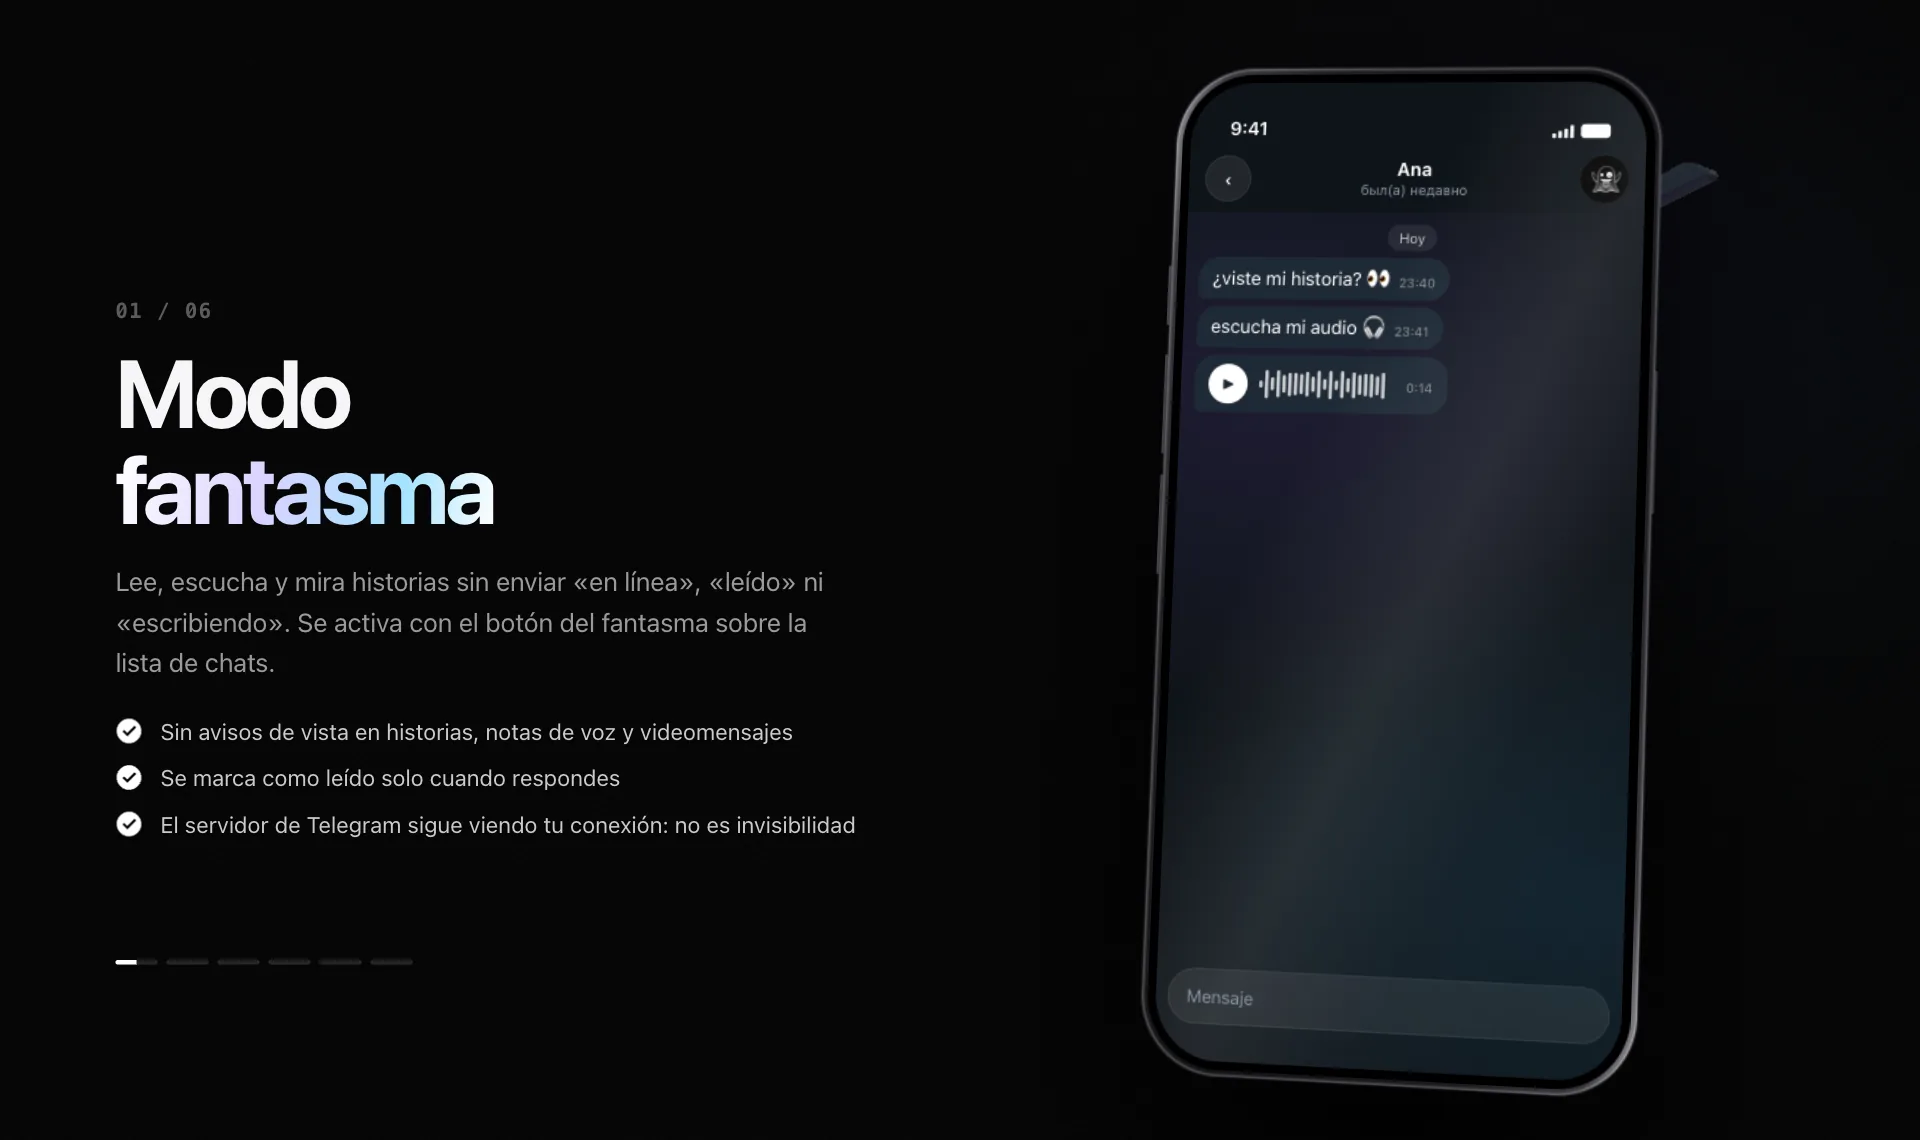 01 / 06
Modo
fantasma
Lee, escucha y mira historias sin enviar «en línea», «leído» ni
«escribiendo». Se activa con el botón del fantasma sobre la
lista de chats.
Sin avisos de vista en historias, notas de voz y videomensajes
Se marca como leído solo cuando respondes
El servidor de Telegram sigue viendo tu conexión: no es invisibilidad
9:41
Ana
был(а) недавно
Hoy
¿viste mi historia? 👀 23:40
escucha mi audio 🎧 23:41
0:14
Mensaje